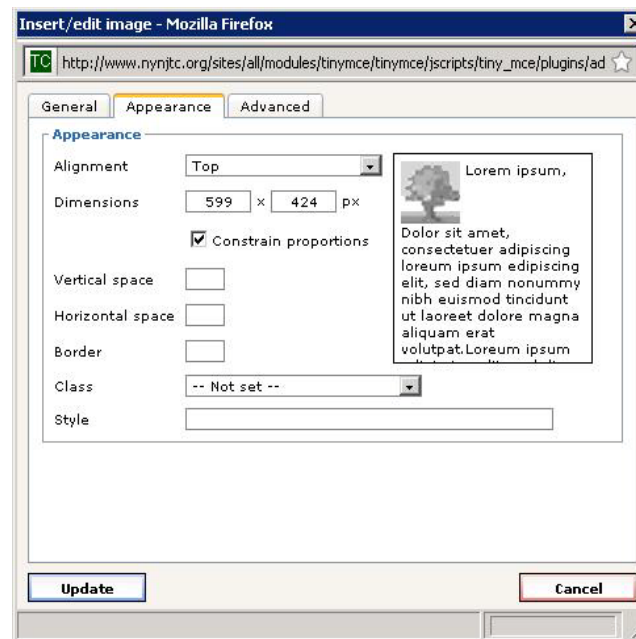 Insert/edit image - Mozilla Firefox
TC http://www.nynjtc.org/sites/all/modules/tinymce/tinymce/jscripts/tiny_mce/plugins/ad
General Appearance Advanced
Appearance
Alignment Top
Dimensions 599 x 424 px
Constrain proportions
Vertical space
Horizontal space
Border
Class -- Not set --
Style
Lorem ipsum,
Dolor sit amet,
consectetuer adipiscing
loreum ipsum edipiscing
elit, sed diam nonummy
nibh euismod tincidunt
ut laoreet dolore magna
aliquam erat
volutpat.Loreum ipsum
Update Cancel